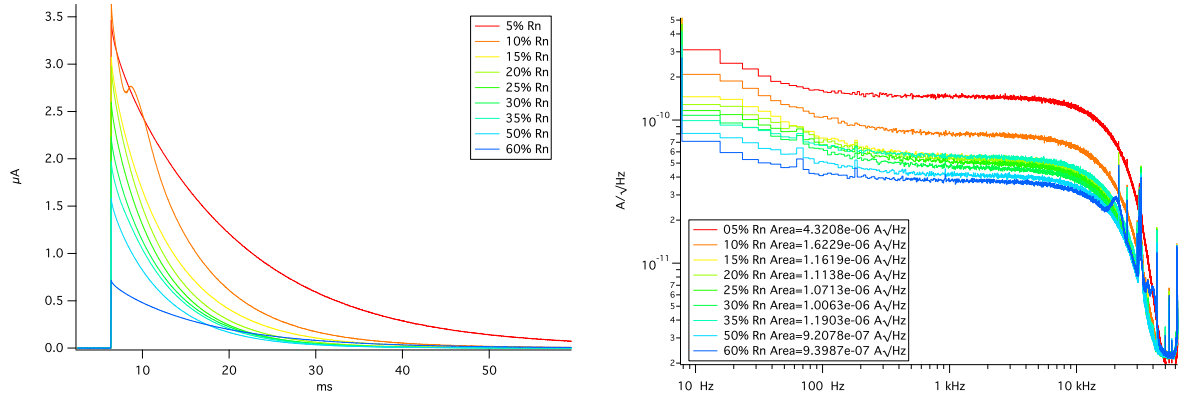 3.5
3.0
2.5
2.0
1.5
1.0
0.5
0.0
µA
10
20
30
40
50
ms
5% Rn
10% Rn
15% Rn
20% Rn
25% Rn
30% Rn
35% Rn
50% Rn
60% Rn
5
4
3
2
10⁻¹⁰
7
6
5
4
3
2
10⁻¹¹
7
6
5
4
3
2
A/√Hz
10 Hz
100 Hz
1 kHz
10 kHz
05% Rn Area=4.3208e-06 A√Hz
10% Rn Area=1.6229e-06 A√Hz
15% Rn Area=1.1619e-06 A√Hz
20% Rn Area=1.1138e-06 A√Hz
25% Rn Area=1.0713e-06 A√Hz
30% Rn Area=1.0063e-06 A√Hz
35% Rn Area=1.1903e-06 A√Hz
50% Rn Area=9.2078e-07 A√Hz
60% Rn Area=9.3987e-07 A√Hz